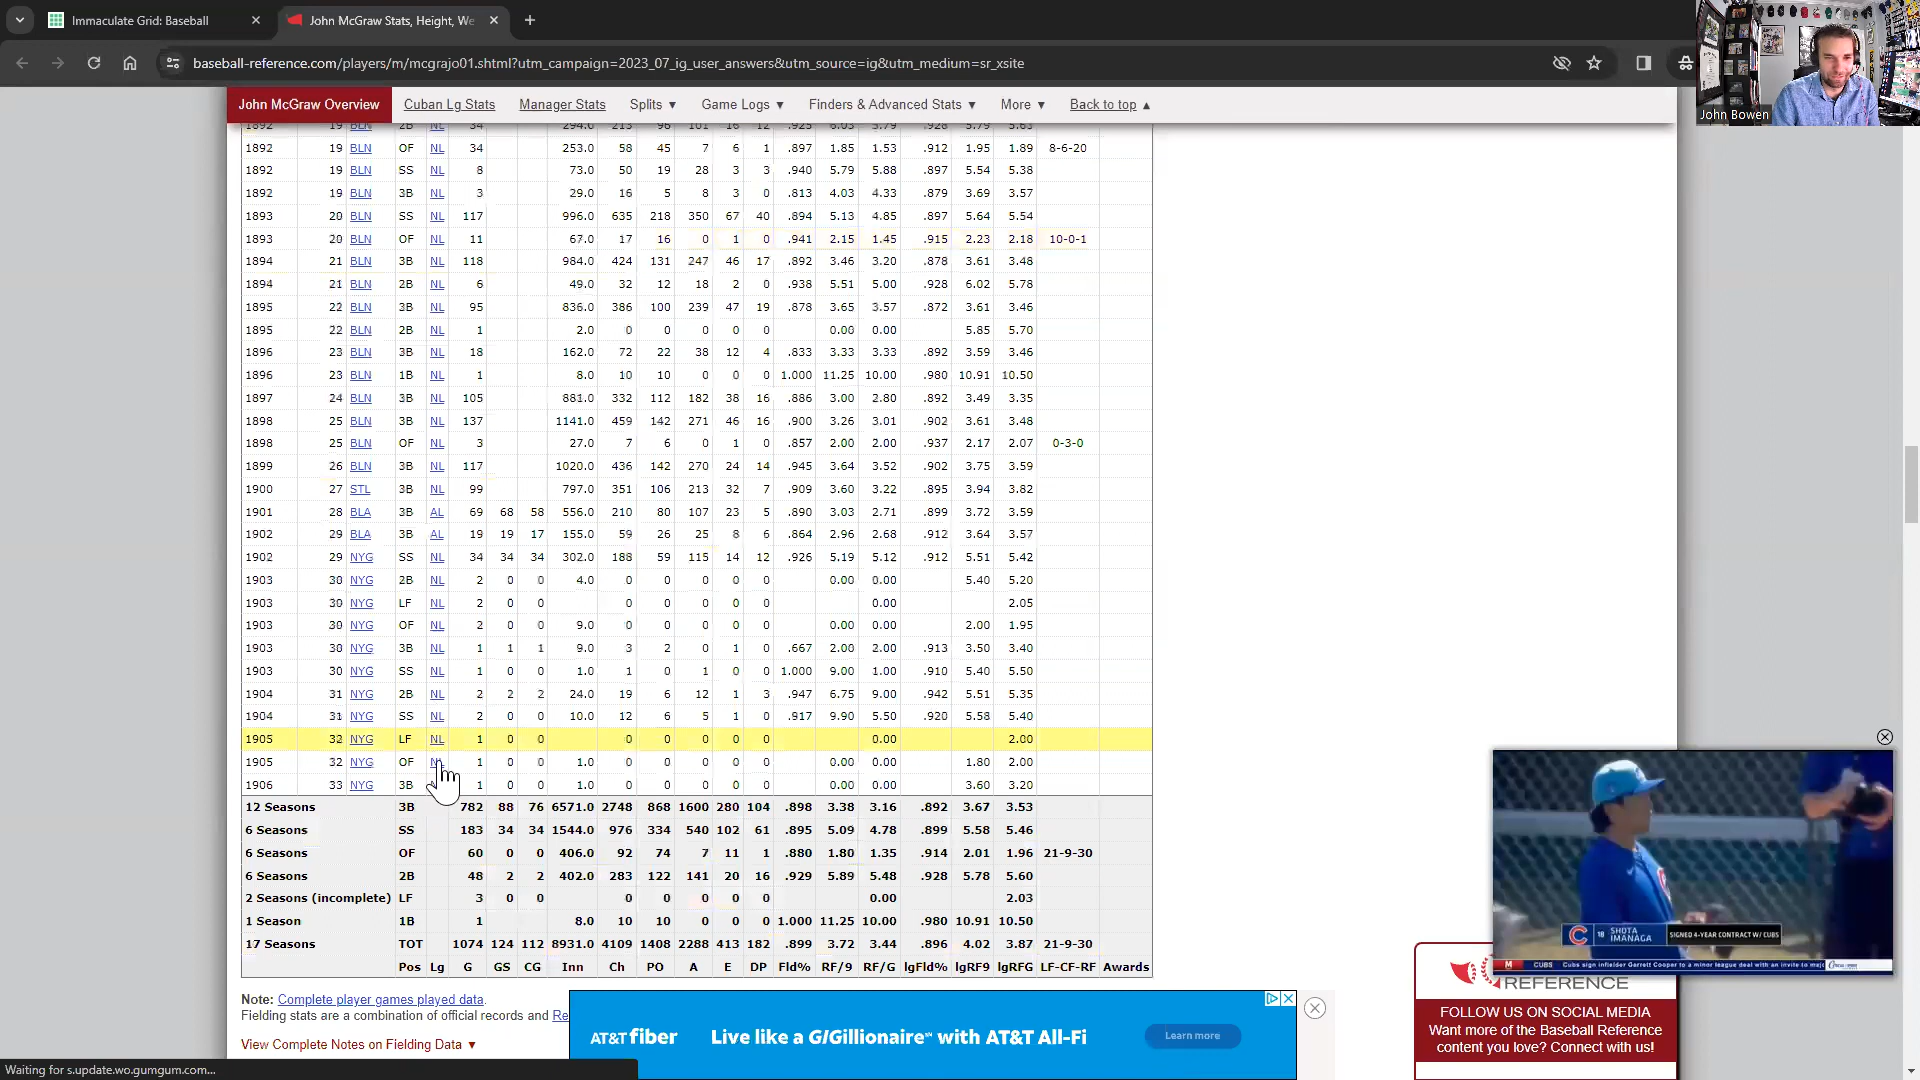 Immaculate Grid: Baseball
John McGraw Stats, Height, We
baseball-reference.com/players/m/mcgrajo01.shtml?utm_campaign=2023_07_ig_user_answers&utm_source=ig&utm_medium=sr_xsite
John Bowen
John McGraw Overview Cuban Lg Stats Manager Stats Splits ▼ Game Logs ▼ Finders & Advanced Stats ▼ More ▼ Back to top ▲
1892 19 BLN 2B NL 34 294.0 213 96 101 16 12 .925 6.03 5.79 .928 5.79 5.63
1892 19 BLN OF NL 34 253.0 58 45 7 6 1 .897 1.85 1.53 .912 1.95 1.89 8-6-20
1892 19 BLN SS NL 8 73.0 50 19 28 3 3 .940 5.79 5.88 .897 5.54 5.38
1892 19 BLN 3B NL 3 29.0 16 5 8 3 0 .813 4.03 4.33 .879 3.69 3.57
1893 20 BLN SS NL 117 996.0 635 218 350 67 40 .894 5.13 4.85 .897 5.64 5.54
1893 20 BLN OF NL 11 67.0 17 16 0 1 0 .941 2.15 1.45 .915 2.23 2.18 10-0-1
1894 21 BLN 3B NL 118 984.0 424 131 247 46 17 .892 3.46 3.20 .878 3.61 3.48
1894 21 BLN 2B NL 6 49.0 32 12 18 2 0 .938 5.51 5.00 .928 6.02 5.78
1895 22 BLN 3B NL 95 836.0 386 100 239 47 19 .878 3.65 3.57 .872 3.61 3.46
1895 22 BLN 2B NL 1 2.0 0 0 0 0 0 0.00 0.00 5.85 5.70
1896 23 BLN 3B NL 18 162.0 72 22 38 12 4 .833 3.33 3.33 .892 3.59 3.46
1896 23 BLN 1B NL 1 8.0 10 10 0 0 0 1.000 11.25 10.00 .980 10.91 10.50
1897 24 BLN 3B NL 105 881.0 332 112 182 38 16 .886 3.00 2.80 .892 3.49 3.35
1898 25 BLN 3B NL 137 1141.0 459 142 271 46 16 .900 3.26 3.01 .902 3.61 3.48
1898 25 BLN OF NL 3 27.0 7 6 0 1 0 .857 2.00 2.00 .937 2.17 2.07 0-3-0
1899 26 BLN 3B NL 117 1020.0 436 142 270 24 14 .945 3.64 3.52 .902 3.75 3.59
1900 27 STL 3B NL 99 797.0 351 106 213 32 7 .909 3.60 3.22 .895 3.94 3.82
1901 28 BLA 3B AL 69 68 58 556.0 210 80 107 23 5 .890 3.03 2.71 .899 3.72 3.59
1902 29 BLA 3B AL 19 19 17 155.0 59 26 25 8 6 .864 2.96 2.68 .912 3.64 3.57
1902 29 NYG SS NL 34 34 34 302.0 188 59 115 14 12 .926 5.19 5.12 .912 5.51 5.42
1903 30 NYG 2B NL 2 0 0 4.0 0 0 0 0 0 0.00 0.00 5.40 5.20
1903 30 NYG LF NL 2 0 0 0 0 0 0 0 0.00 2.05
1903 30 NYG OF NL 2 0 0 9.0 0 0 0 0 0 0.00 0.00 2.00 1.95
1903 30 NYG 3B NL 1 1 1 9.0 3 2 0 1 0 .667 2.00 2.00 .913 3.50 3.40
1903 30 NYG SS NL 1 0 0 1.0 1 0 1 0 0 1.000 9.00 1.00 .910 5.40 5.50
1904 31 NYG 2B NL 2 2 2 24.0 19 6 12 1 3 .947 6.75 9.00 .942 5.51 5.35
1904 31 NYG SS NL 2 0 0 10.0 12 6 5 1 0 .917 9.90 5.50 .920 5.58 5.40
1905 32 NYG LF NL 1 0 0 0 0 0 0 0 0.00 2.00
1905 32 NYG OF 1 0 0 1.0 0 0 0 0 0 0.00 0.00 1.80 2.00
1906 33 NYG 3B 1 0 0 1.0 0 0 0 0 0 0.00 0.00 3.60 3.20
12 Seasons 3B 782 88 76 6571.0 2748 868 1600 280 104 .898 3.38 3.16 .892 3.67 3.53
6 Seasons SS 183 34 34 1544.0 976 334 540 102 61 .895 5.09 4.78 .899 5.58 5.46
6 Seasons OF 60 0 0 406.0 92 74 7 11 1 .880 1.80 1.35 .914 2.01 1.96 21-9-30
6 Seasons 2B 48 2 2 402.0 283 122 141 20 16 .929 5.89 5.48 .928 5.78 5.60
2 Seasons (incomplete) LF 3 0 0 0 0 0 0 0 0.00 2.03
1 Season 1B 1 8.0 10 10 0 0 0 1.000 11.25 10.00 .980 10.91 10.50
17 Seasons TOT 1074 124 112 8931.0 4109 1408 2288 413 182 .899 3.72 3.44 .896 4.02 3.87 21-9-30
Pos Lg G GS CG Inn Ch PO A E DP Fld% RF/9 RF/G lgFld% lgRF9 lgRFG LF-CF-RF Awards
Note: Complete player games played data.
Fielding stats are a combination of official records and Re
View Complete Notes on Fielding Data ▼
AT&T fiber Live like a G/Gillionaire℠ with AT&T All-Fi Learn more
C 18 SHOTA IMANAGA SIGNED 4-YEAR CONTRACT W/ CUBS
CUBS Cubs sign infielder Garrett Cooper to a minor league deal with an invite to
REFERENCE
FOLLOW US ON SOCIAL MEDIA
Want more of the Baseball Reference
content you love? Connect with us!
Waiting for s.update.wo.gumgum.com...